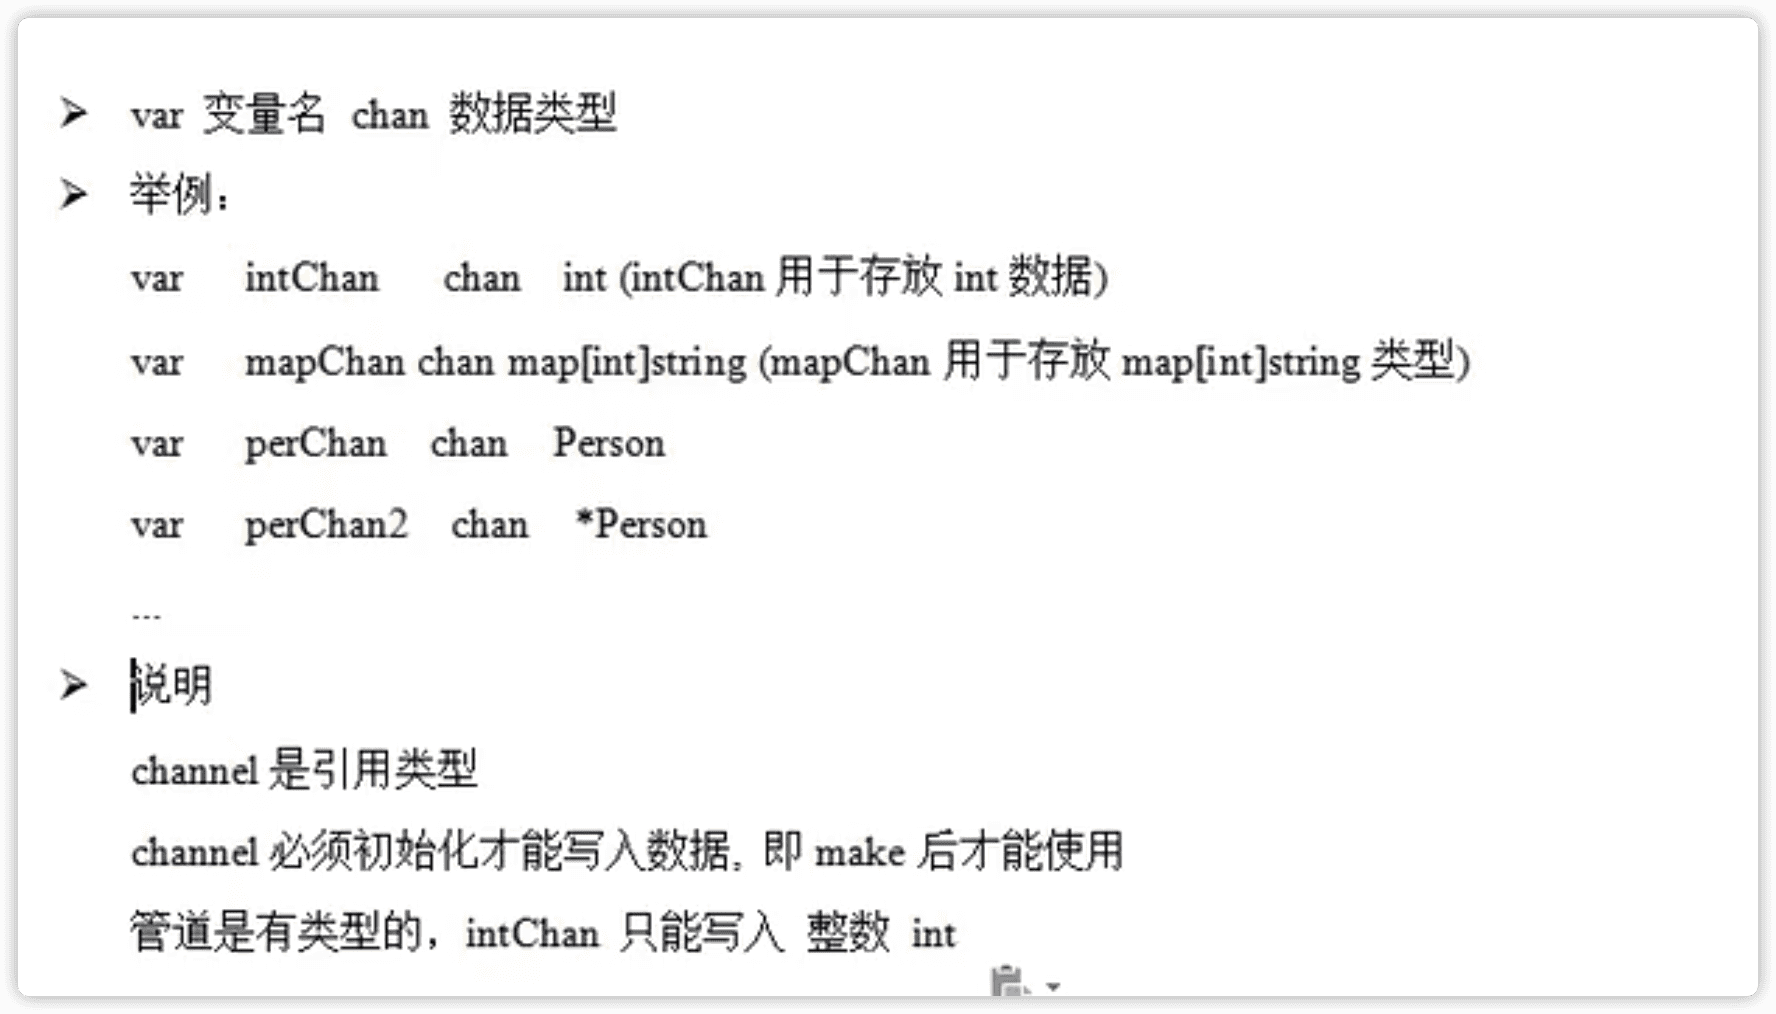 ➢ var 变量名 chan 数据类型
➢ 举例：
var intChan chan int (intChan 用于存放 int 数据)
var mapChan chan map[int]string (mapChan 用于存放 map[int]string 类型)
var perChan chan Person
var perChan2 chan *Person
...
➢ 说明
channel 是引用类型
channel 必须初始化才能写入数据, 即 make 后才能使用
管道是有类型的，intChan 只能写入 整数 int